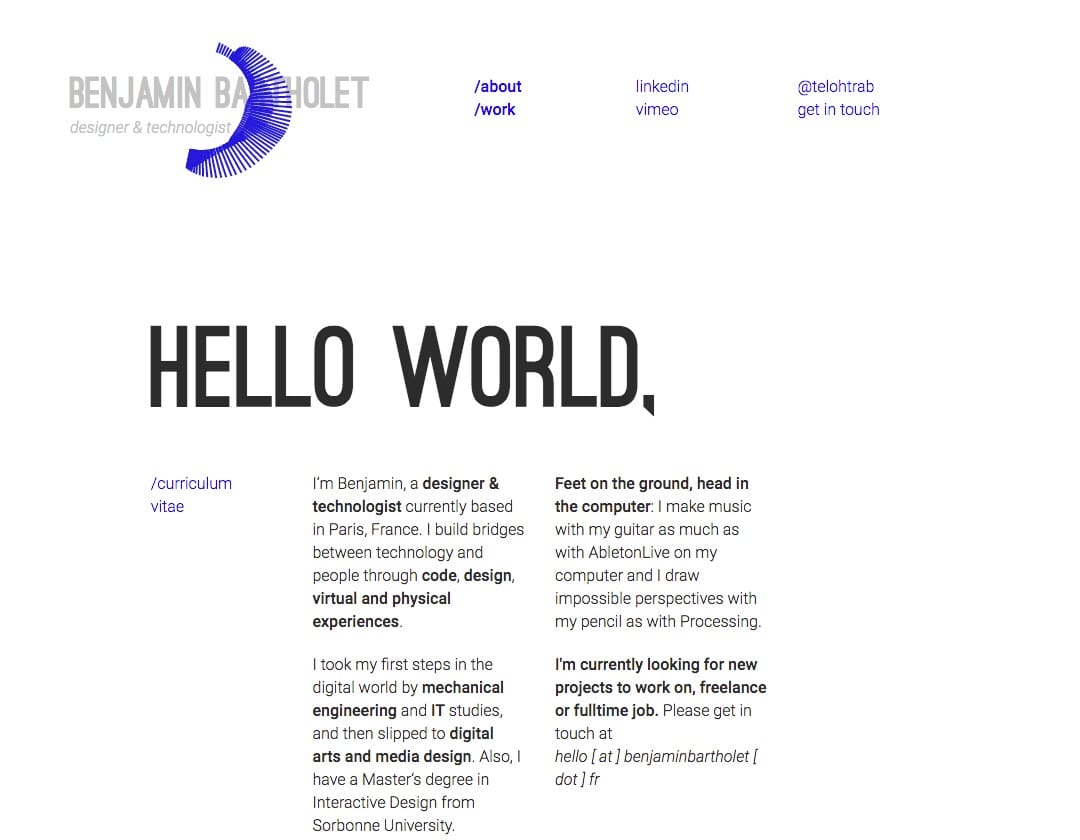 BENJAMIN BARTHOLET
designer & technologist
/about
/work
linkedin
vimeo
@telohtrab
get in touch
HELLO WORLD,
/curriculum
vitae
I'm Benjamin, a designer &
technologist currently based
in Paris, France. I build bridges
between technology and
people through code, design,
virtual and physical
experiences.
I took my first steps in the
digital world by mechanical
engineering and IT studies,
and then slipped to digital
arts and media design. Also, I
have a Master's degree in
Interactive Design from
Sorbonne University.
Feet on the ground, head in
the computer: I make music
with my guitar as much as
with AbletonLive on my
computer and I draw
impossible perspectives with
my pencil as with Processing.
I'm currently looking for new
projects to work on, freelance
or fulltime job. Please get in
touch at
hello [ at ] benjaminbartholet [
dot ] fr